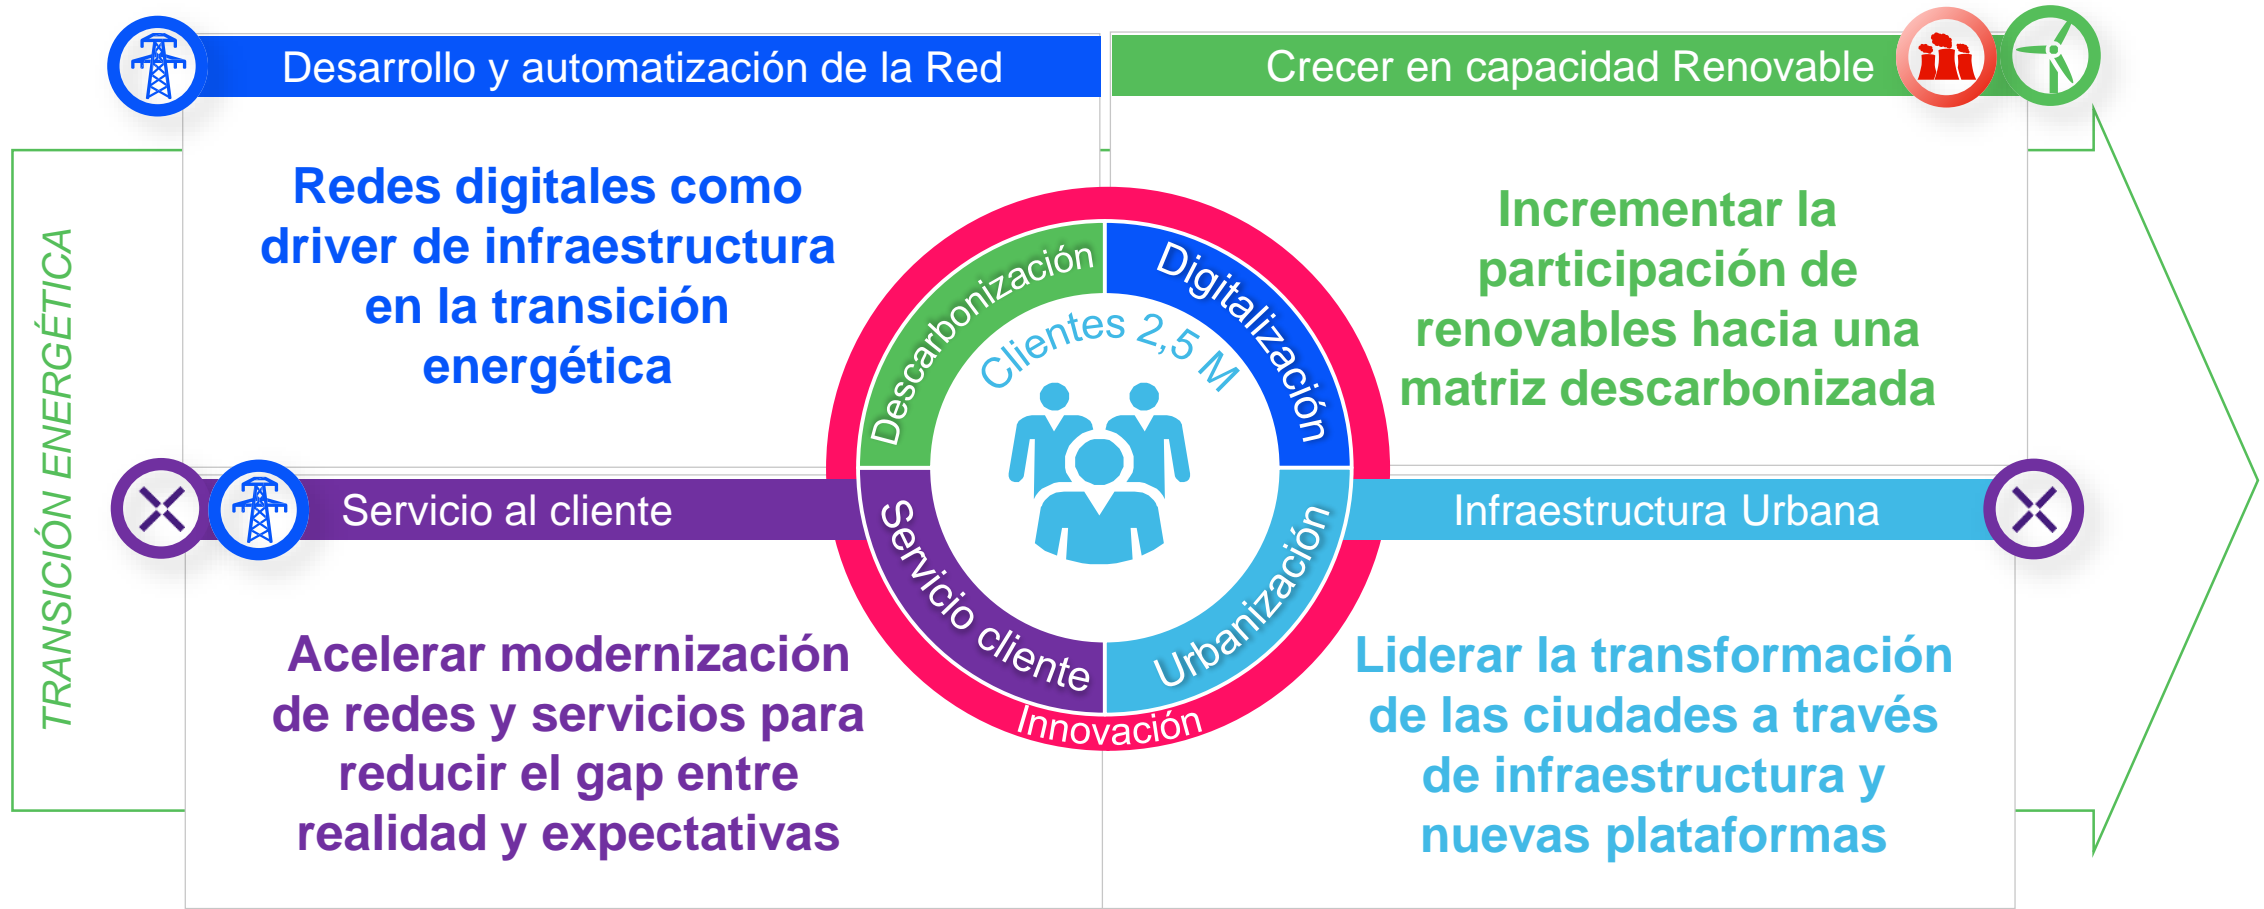 Desarrollo y automatización de la Red
Crecer en capacidad Renovable
TRANSICIÓN ENERGÉTICA
Redes digitales como
driver de infraestructura
en la transición
energética
Incrementar la
participación de
renovables hacia una
matriz descarbonizada
Descarbonización
Digitalización
Clientes 2,5 M
Servicio cliente
Urbanización
Innovación
Servicio al cliente
Infraestructura Urbana
Acelerar modernización
de redes y servicios para
reducir el gap entre
realidad y expectativas
Liderar la transformación
de las ciudades a través
de infraestructura y
nuevas plataformas